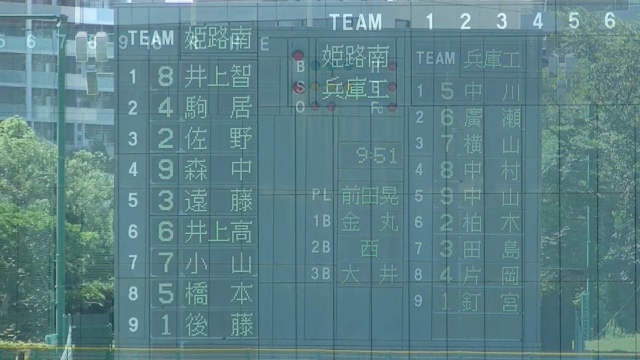 TEAM 1 2 3 4 5 6
TEAM 姫路南
1 8 井上智
2 4 駒居
3 2 佐野
4 9 森中
5 3 遠藤
6 6 井上高
7 7 小山
8 5 橋本
9 1 後藤
姫路南
兵庫工
B
S
O
9:51
PL 前田晃
1B 金丸
2B 西
3B 大井
TEAM 兵庫工
1 5 中川
2 6 廣瀬
3 7 横山
4 8 中村
5 9 中山
6 2 柏木
7 3 田島
8 4 片岡
9 1 釘宮